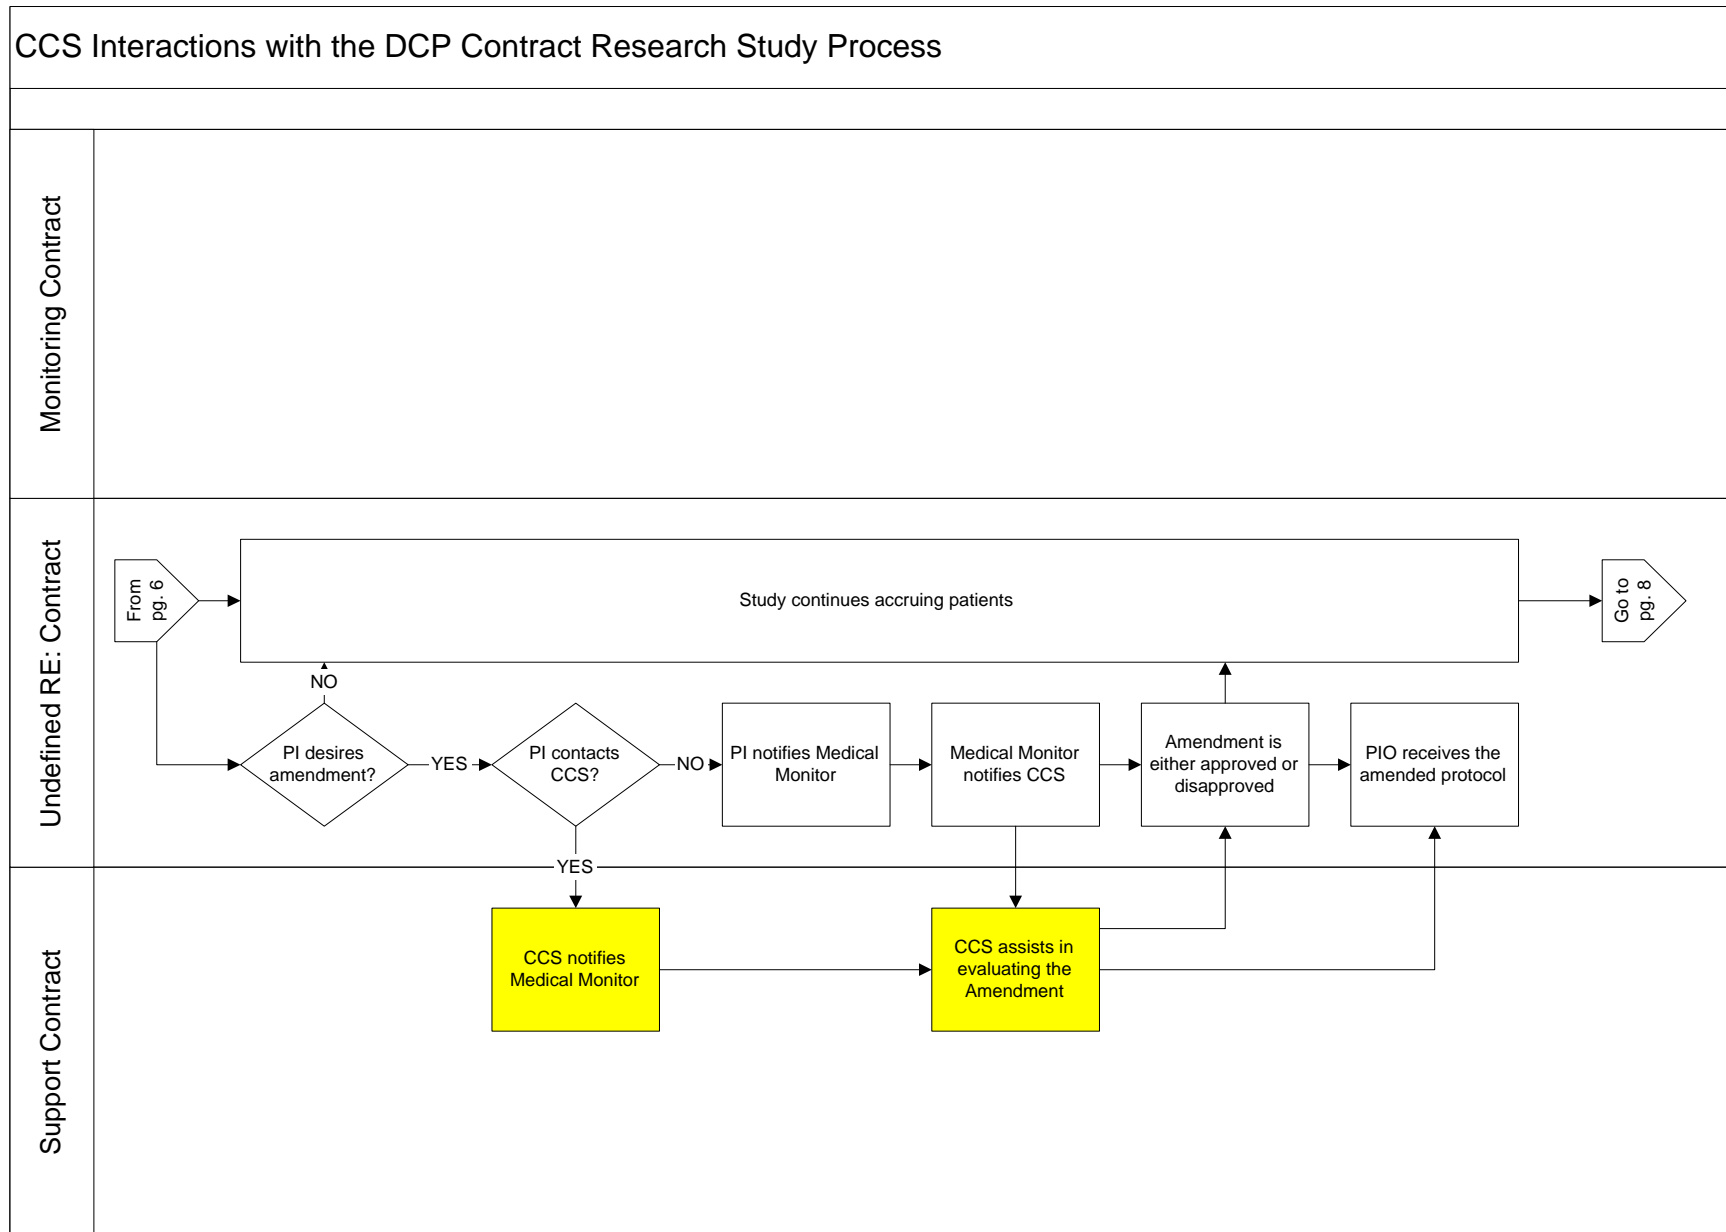 CCS Interactions with the DCP Contract Research Study Process
Monitoring Contract
Undefined RE: Contract
From
pg. 6
Study continues accruing patients
Go to
pg. 8
NO
PI desires
amendment?
YES
PI contacts
CCS?
NO
PI notifies Medical
Monitor
Medical Monitor
notifies CCS
Amendment is
either approved or
disapproved
PIO receives the
amended protocol
YES
Support Contract
CCS notifies
Medical Monitor
CCS assists in
evaluating the
Amendment